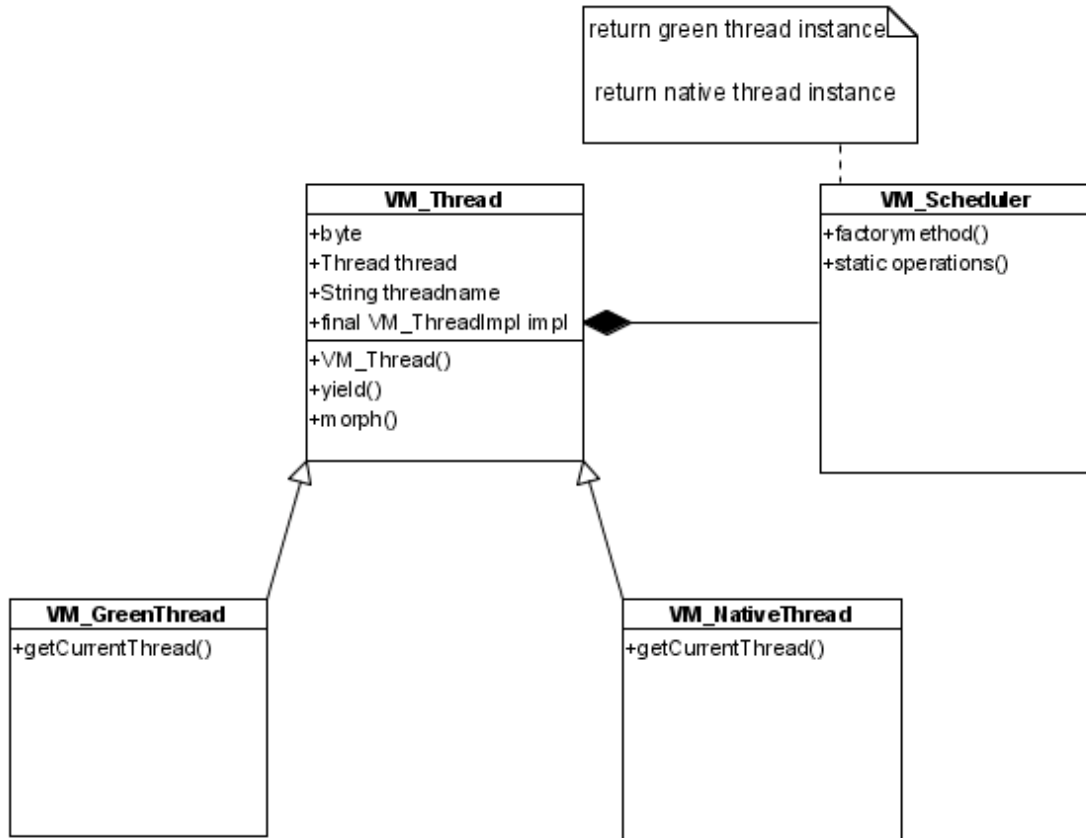 return green thread instance
return native thread instance
VM_Thread
+byte
+Thread thread
+String threadname
+final VM_ThreadImpl impl
+VM_Thread()
+yield()
+morph()
VM_Scheduler
+factorymethod()
+static operations()
VM_GreenThread
+getCurrentThread()
VM_NativeThread
+getCurrentThread()